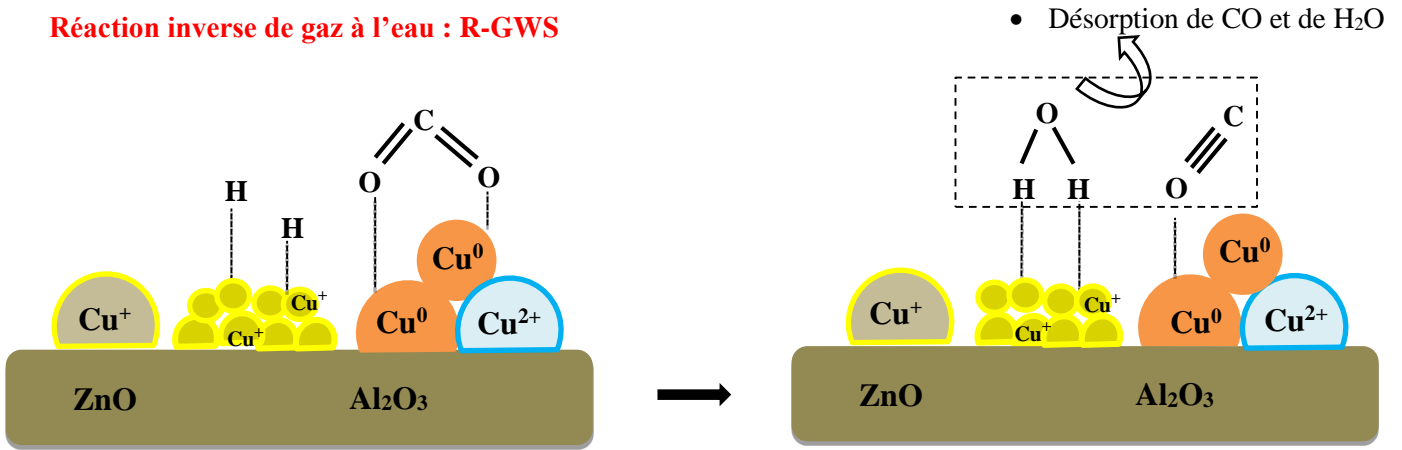 Réaction inverse de gaz à l’eau : R-GWS
• Désorption de CO et de H₂O
C
O O
H
H
Cu⁺
Cu⁺
Cu⁺
Cu⁰
Cu⁰
Cu²⁺
ZnO Al₂O₃
O C
H H O
Cu⁺
Cu⁺
Cu⁺
Cu⁰
Cu⁰
Cu²⁺
ZnO Al₂O₃